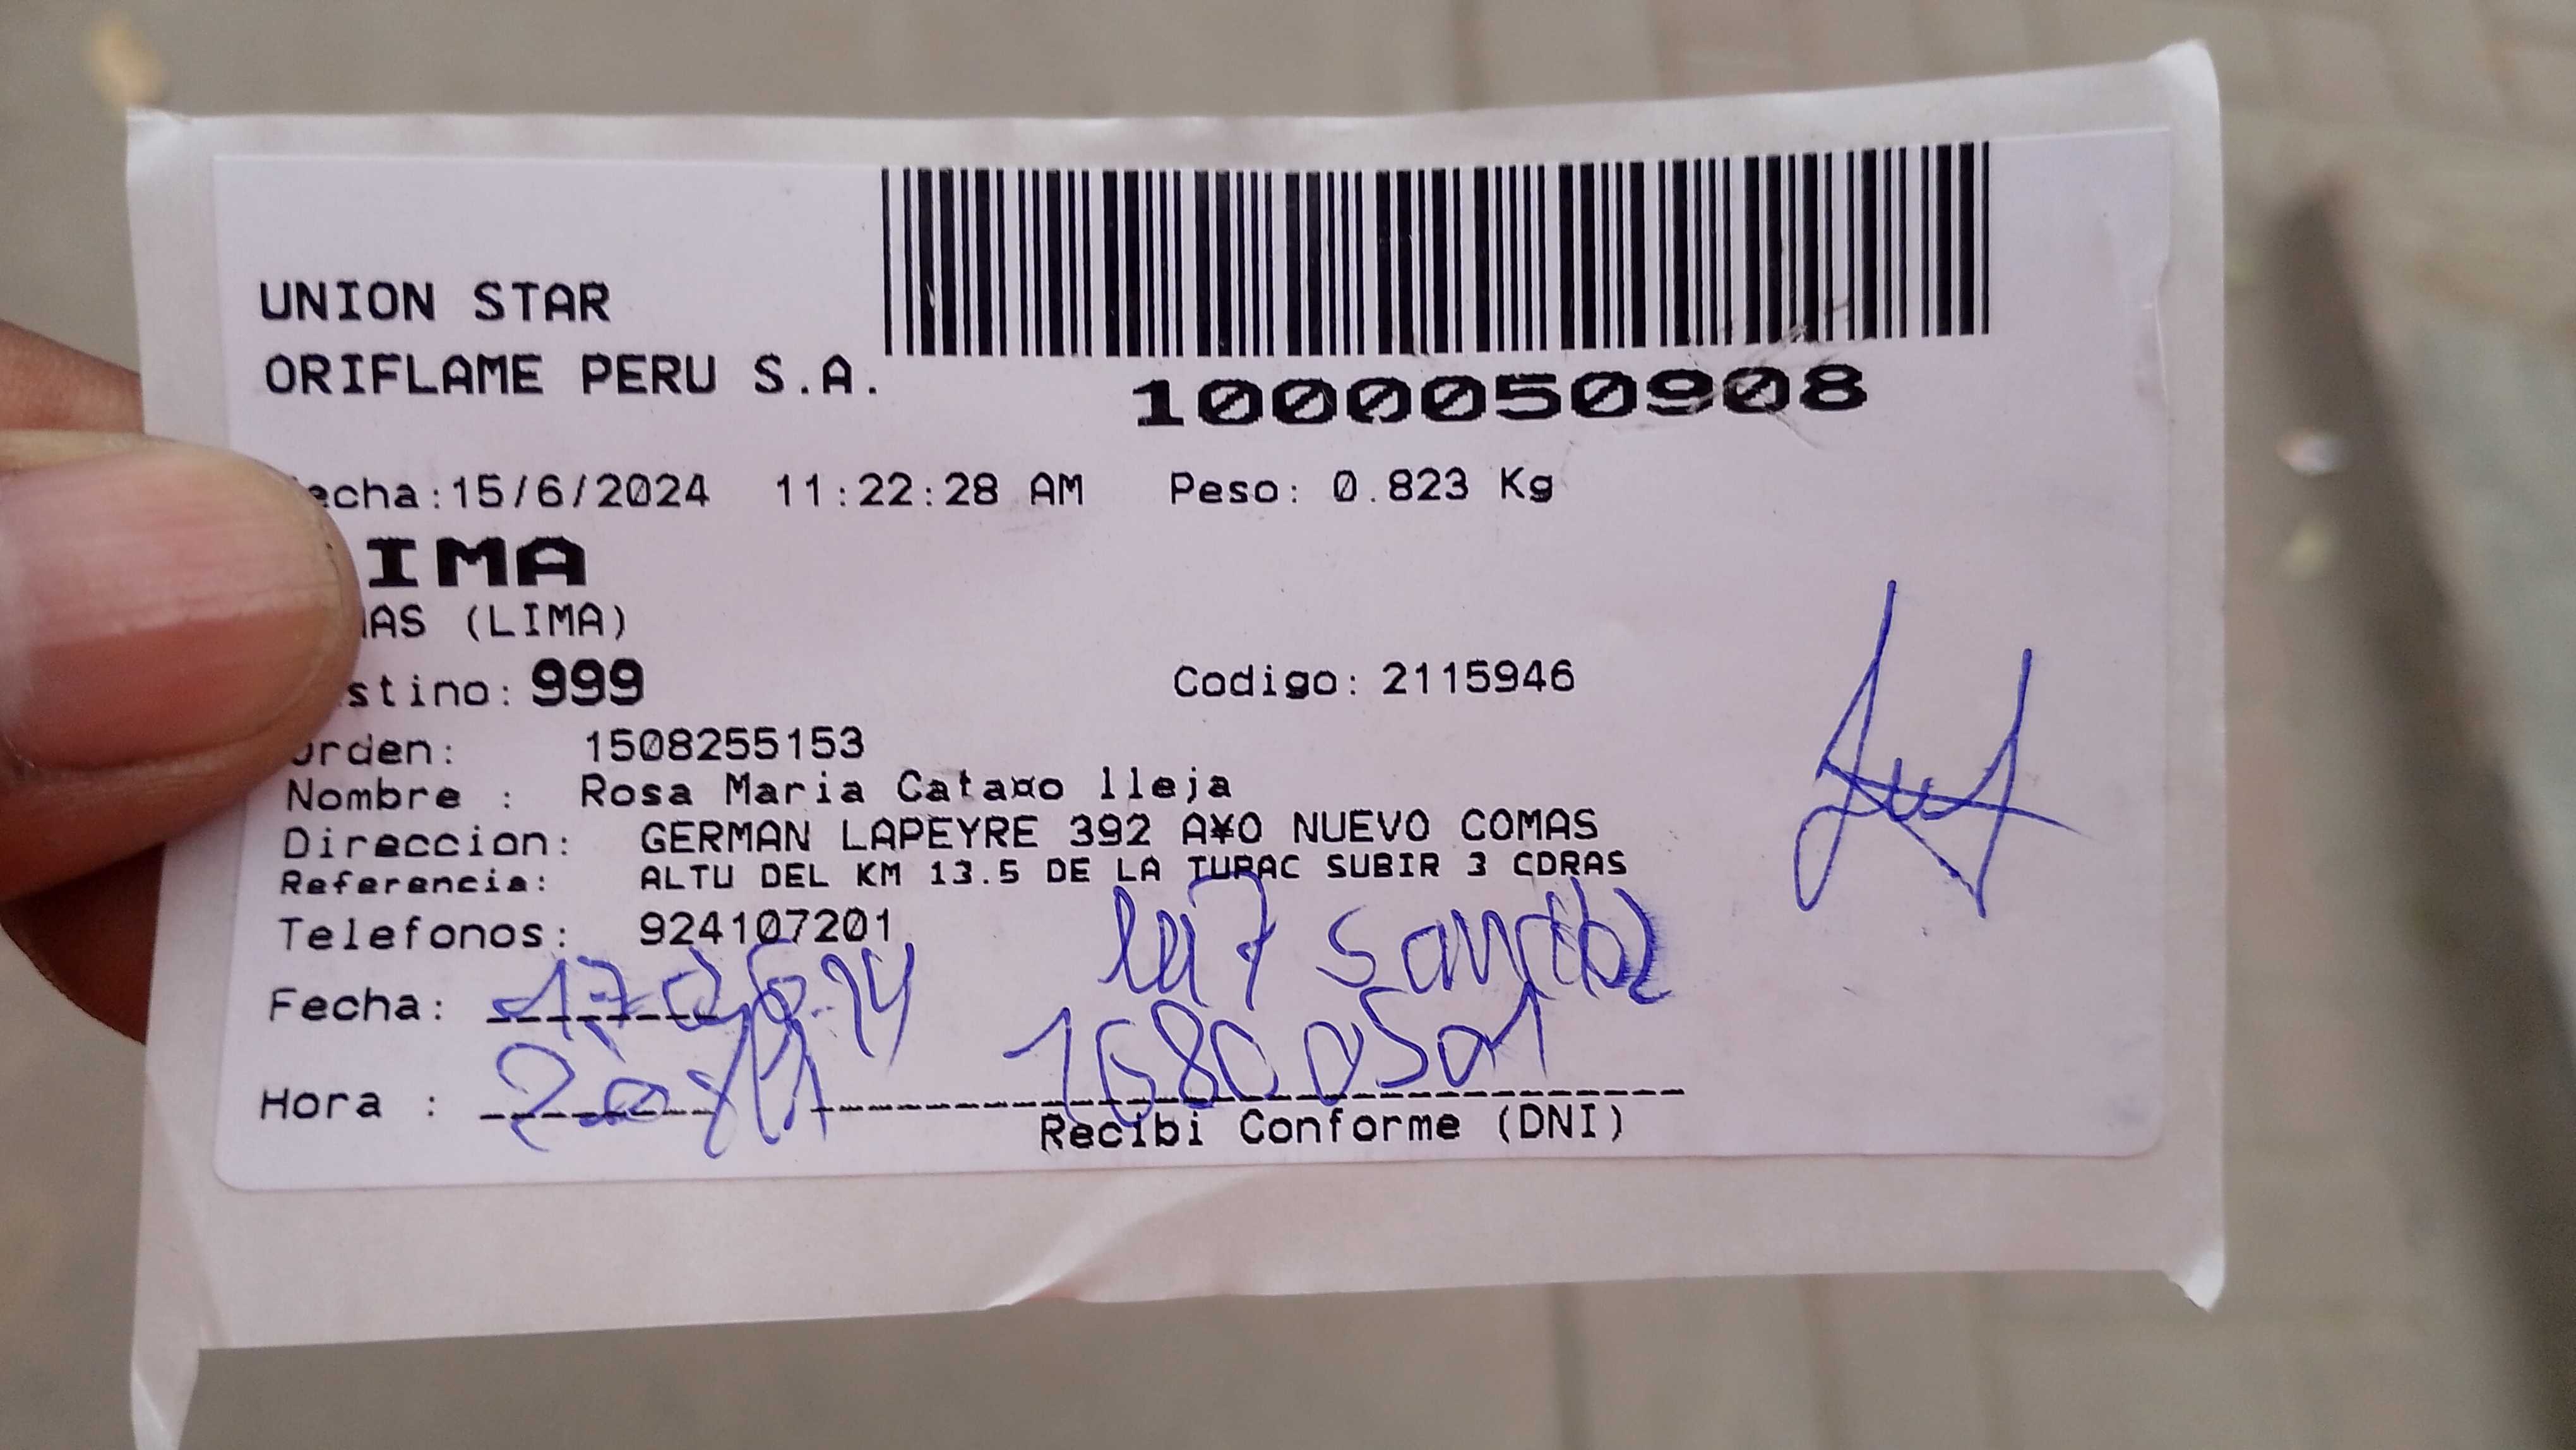 UNION STAR
ORIFLAME PERU S.A.
1000050908
echa:15/6/2024 11:22:28 AM Peso: 0.823 Kg
IMA
AS (LIMA)
stino: 999 Codigo: 2115946
Orden: 1508255153
Nombre : Rosa Maria Cata¤o lleja
Direccion: GERMAN LAPEYRE 392 A¥O NUEVO COMAS
Referencia: ALTU DEL KM 13.5 DE LA TUPAC SUBIR 3 CDRAS
Telefonos: 924107201
Fecha: 17
Hora :
Recibi Conforme (DNI)